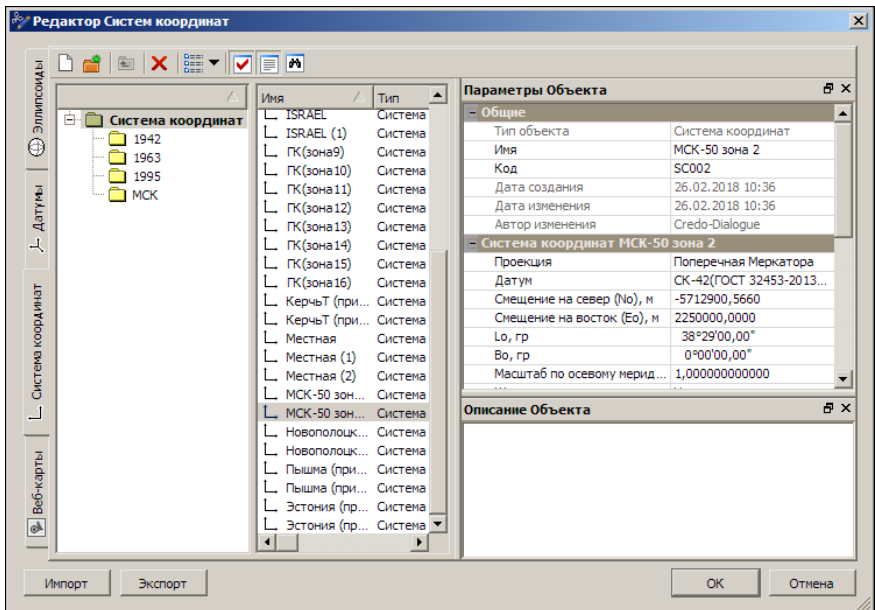 Редактор Систем координат
Эллипсоиды
Датумы
Система координат
Веб-карты
Система координат
1942
1963
1995
МСК
Имя Тип
ISRAEL Система
ISRAEL (1) Система
ГК(зона9) Система
ГК(зона10) Система
ГК(зона11) Система
ГК(зона12) Система
ГК(зона13) Система
ГК(зона14) Система
ГК(зона15) Система
ГК(зона16) Система
КерчьТ (при... Система
КерчьТ (при... Система
Местная Система
Местная (1) Система
Местная (2) Система
МСК-50 зон... Система
МСК-50 зон... Система
Новополоцк... Система
Новополоцк... Система
Пышма (при... Система
Пышма (при... Система
Эстония (пр... Система
Эстония (пр... Система
Параметры Объекта
Общие
Тип объекта Система координат
Имя МСК-50 зона 2
Код SC002
Дата создания 26.02.2018 10:36
Дата изменения 26.02.2018 10:36
Автор изменения Credo-Dialogue
Система координат МСК-50 зона 2
Проекция Поперечная Меркатора
Датум СК-42(ГОСТ 32453-2013...
Смещение на север (No), м -5712900,5660
Смещение на восток (Eo), м 2250000,0000
Lo, гр 38°29'00,00"
Bo, гр 0°00'00,00"
Масштаб по осевому мерид... 1,000000000000
Описание Объекта
Импорт Экспорт OK Отмена